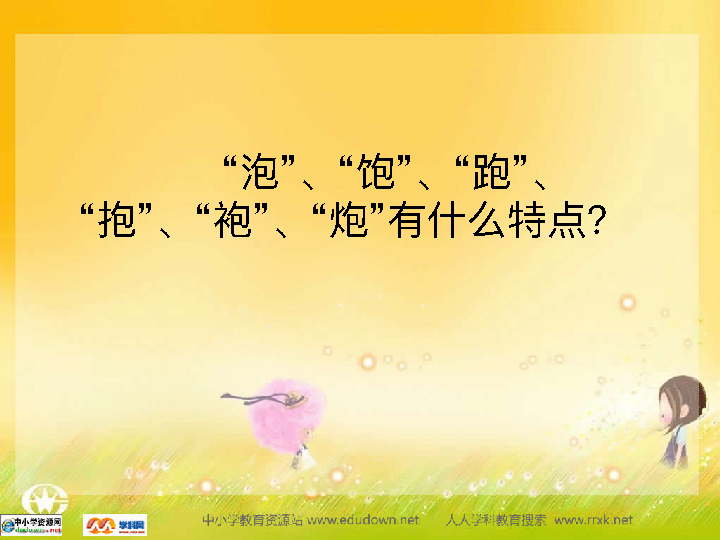 “泡”、“饱”、“跑”、
“抱”、“袍”、“炮”有什么特点?
中小学教育资源站 www.edudown.net 人人学科教育搜索 www.rrxk.net
中小学资源网
学科网